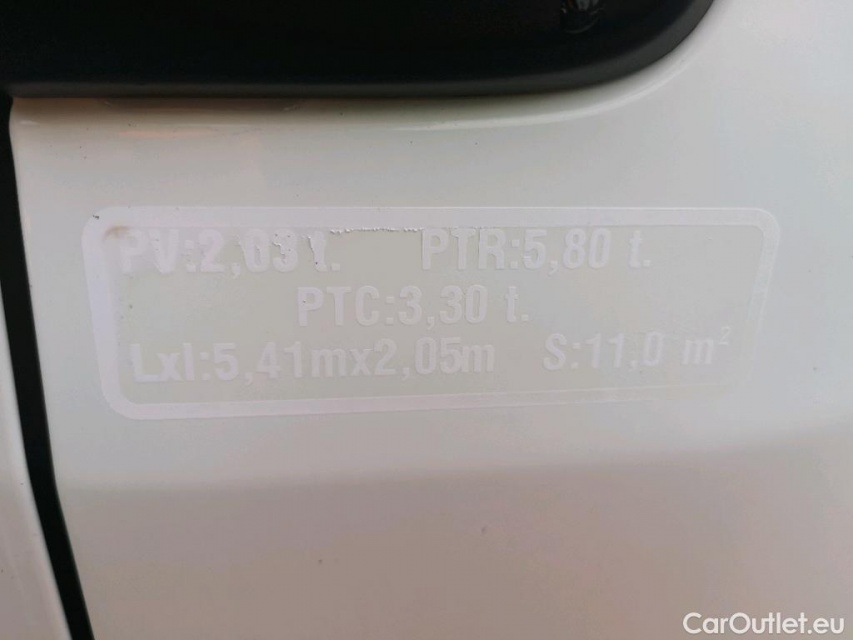 PV:2,03 t. PTR:5,80 t.
PTC:3,30 t.
Lxl:5,41mx2,05m S:11,0 m²
CarOutlet.eu